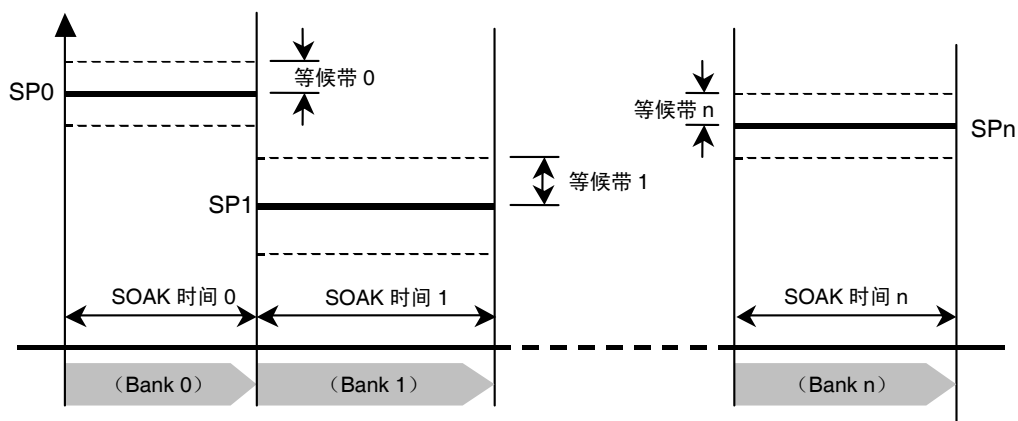 SP0
等候带 0
等候带 n
SPn
等候带 1
SP1
SOAK 时间 0
SOAK 时间 1
SOAK 时间 n
（Bank 0）
（Bank 1）
（Bank n）